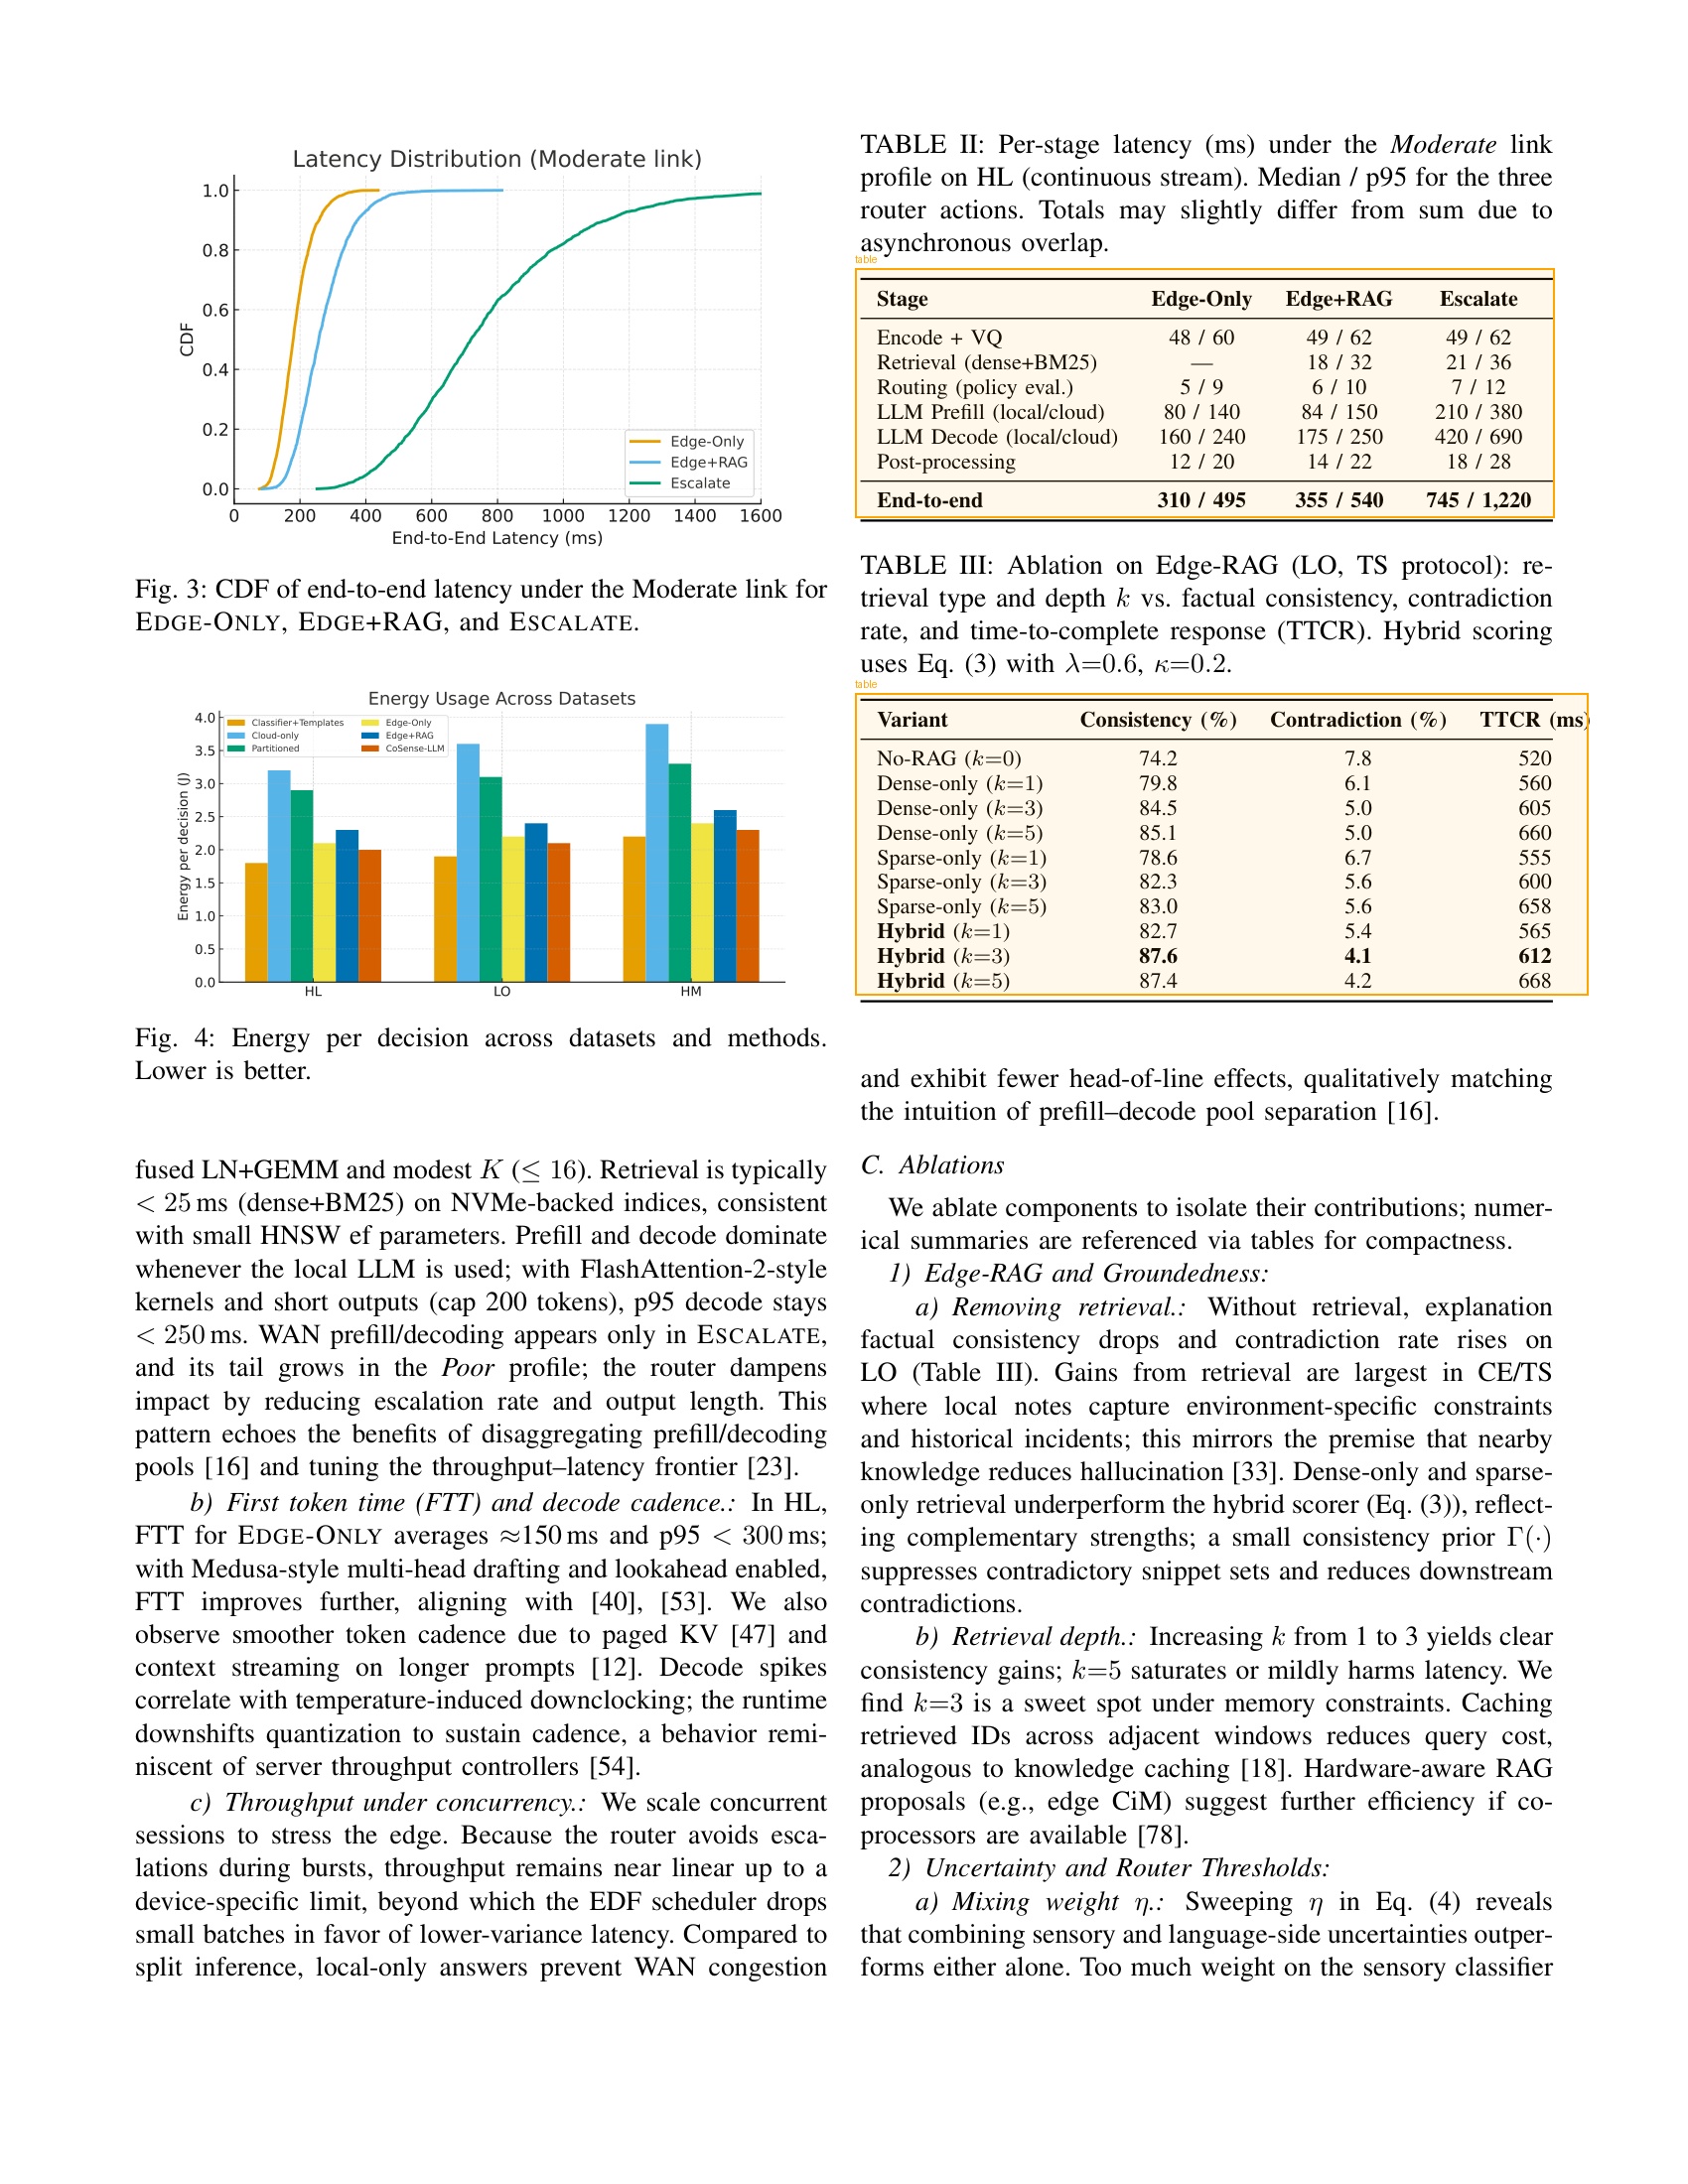 Latency Distribution (Moderate link)
1.0
0.8
0.6
0.4
0.2
0.0
CDF
Edge-Only
Edge+RAG
Escalate
0 200 400 600 800 1000 1200 1400 1600
End-to-End Latency (ms)
Fig. 3: CDF of end-to-end latency under the Moderate link for
EDGE-ONLY, EDGE+RAG, and ESCALATE.
Energy Usage Across Datasets
4.0
3.5
3.0
2.5
2.0
1.5
1.0
0.5
0.0
Energy per decision (J)
Classifier+Templates
Cloud-only
Partitioned
Edge-Only
Edge+RAG
CoSense-LLM
HL LO HM
Fig. 4: Energy per decision across datasets and methods.
Lower is better.
fused LN+GEMM and modest K (≤ 16). Retrieval is typically
< 25 ms (dense+BM25) on NVMe-backed indices, consistent
with small HNSW ef parameters. Prefill and decode dominate
whenever the local LLM is used; with FlashAttention-2-style
kernels and short outputs (cap 200 tokens), p95 decode stays
< 250 ms. WAN prefill/decoding appears only in ESCALATE,
and its tail grows in the Poor profile; the router dampens
impact by reducing escalation rate and output length. This
pattern echoes the benefits of disaggregating prefill/decoding
pools [16] and tuning the throughput–latency frontier [23].
b) First token time (FTT) and decode cadence.: In HL,
FTT for EDGE-ONLY averages ≈150 ms and p95 < 300 ms;
with Medusa-style multi-head drafting and lookahead enabled,
FTT improves further, aligning with [40], [53]. We also
observe smoother token cadence due to paged KV [47] and
context streaming on longer prompts [12]. Decode spikes
correlate with temperature-induced downclocking; the runtime
downshifts quantization to sustain cadence, a behavior remi-
niscent of server throughput controllers [54].
c) Throughput under concurrency.: We scale concurrent
sessions to stress the edge. Because the router avoids esca-
lations during bursts, throughput remains near linear up to a
device-specific limit, beyond which the EDF scheduler drops
small batches in favor of lower-variance latency. Compared to
split inference, local-only answers prevent WAN congestion
TABLE II: Per-stage latency (ms) under the Moderate link
profile on HL (continuous stream). Median / p95 for the three
router actions. Totals may slightly differ from sum due to
asynchronous overlap.
table
Stage Edge-Only Edge+RAG Escalate
Encode + VQ 48 / 60 49 / 62 49 / 62
Retrieval (dense+BM25) — 18 / 32 21 / 36
Routing (policy eval.) 5 / 9 6 / 10 7 / 12
LLM Prefill (local/cloud) 80 / 140 84 / 150 210 / 380
LLM Decode (local/cloud) 160 / 240 175 / 250 420 / 690
Post-processing 12 / 20 14 / 22 18 / 28
End-to-end 310 / 495 355 / 540 745 / 1,220
TABLE III: Ablation on Edge-RAG (LO, TS protocol): re-
trieval type and depth k vs. factual consistency, contradiction
rate, and time-to-complete response (TTCR). Hybrid scoring
uses Eq. (3) with λ=0.6, κ=0.2.
table
Variant Consistency (%) Contradiction (%) TTCR (ms)
No-RAG (k=0) 74.2 7.8 520
Dense-only (k=1) 79.8 6.1 560
Dense-only (k=3) 84.5 5.0 605
Dense-only (k=5) 85.1 5.0 660
Sparse-only (k=1) 78.6 6.7 555
Sparse-only (k=3) 82.3 5.6 600
Sparse-only (k=5) 83.0 5.6 658
Hybrid (k=1) 82.7 5.4 565
Hybrid (k=3) 87.6 4.1 612
Hybrid (k=5) 87.4 4.2 668
and exhibit fewer head-of-line effects, qualitatively matching
the intuition of prefill–decode pool separation [16].
C. Ablations
We ablate components to isolate their contributions; numer-
ical summaries are referenced via tables for compactness.
1) Edge-RAG and Groundedness:
a) Removing retrieval.: Without retrieval, explanation
factual consistency drops and contradiction rate rises on
LO (Table III). Gains from retrieval are largest in CE/TS
where local notes capture environment-specific constraints
and historical incidents; this mirrors the premise that nearby
knowledge reduces hallucination [33]. Dense-only and sparse-
only retrieval underperform the hybrid scorer (Eq. (3)), reflect-
ing complementary strengths; a small consistency prior Γ(·)
suppresses contradictory snippet sets and reduces downstream
contradictions.
b) Retrieval depth.: Increasing k from 1 to 3 yields clear
consistency gains; k=5 saturates or mildly harms latency. We
find k=3 is a sweet spot under memory constraints. Caching
retrieved IDs across adjacent windows reduces query cost,
analogous to knowledge caching [18]. Hardware-aware RAG
proposals (e.g., edge CiM) suggest further efficiency if co-
processors are available [78].
2) Uncertainty and Router Thresholds:
a) Mixing weight η.: Sweeping η in Eq. (4) reveals
that combining sensory and language-side uncertainties outper-
forms either alone. Too much weight on the sensory classifier